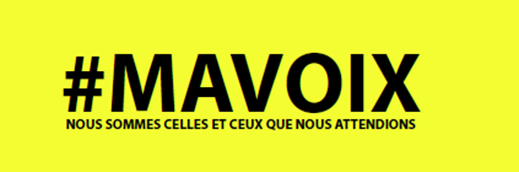 #MAVOIX
NOUS SOMMES CELLES ET CEUX QUE NOUS ATTENDIONS